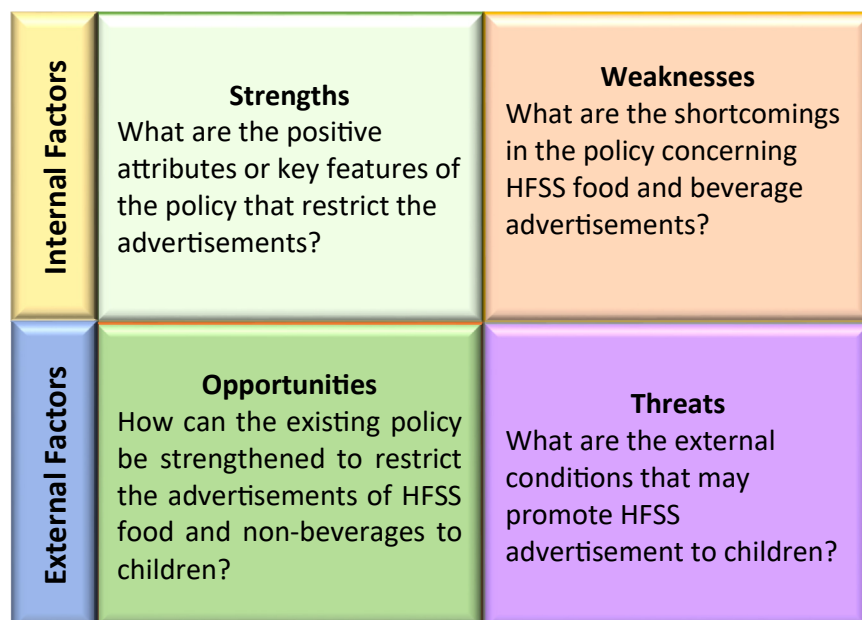 Internal Factors
Strengths
What are the positive
attributes or key features of
the policy that restrict the
advertisements?
Weaknesses
What are the shortcomings
in the policy concerning
HFSS food and beverage
advertisements?
External Factors
Opportunities
How can the existing policy
be strengthened to restrict
the advertisements of HFSS
food and non-beverages to
children?
Threats
What are the external
conditions that may
promote HFSS
advertisement to children?